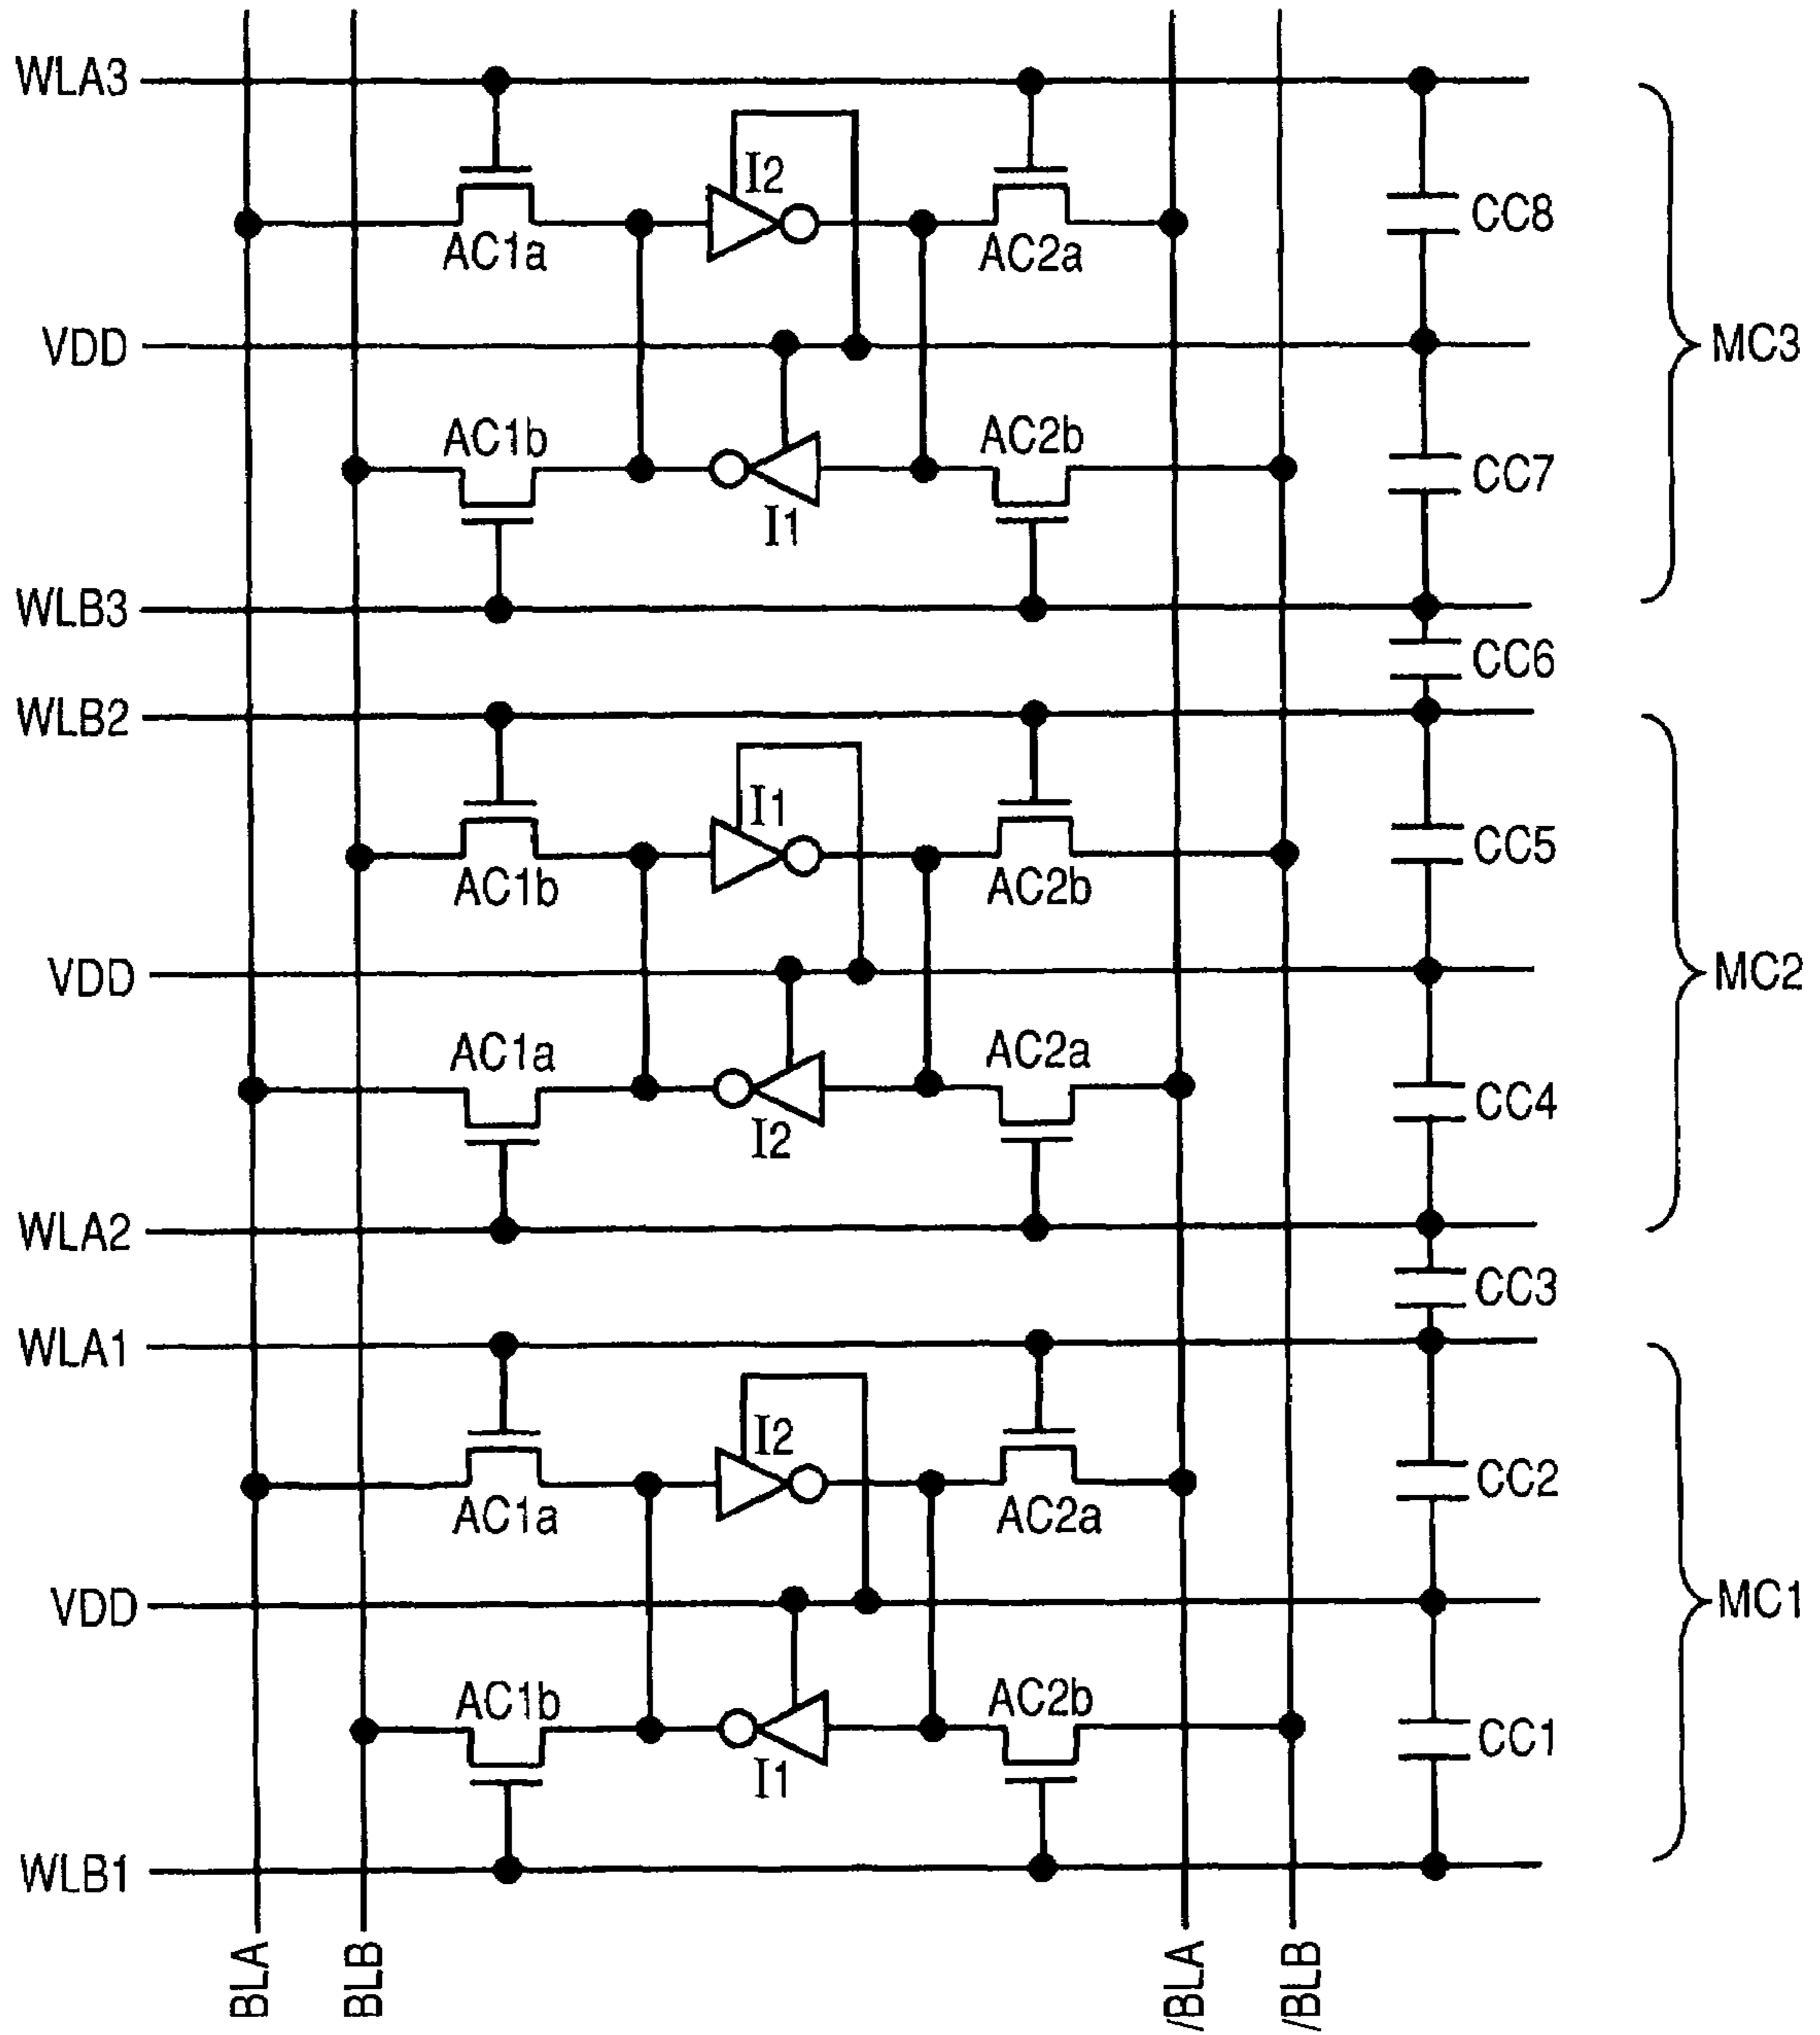 WLA3
I2
CC8
AC1a
AC2a
VDD
MC3
AC1b
AC2b
CC7
I1
WLB3
CC6
WLB2
I1
CC5
AC1b
AC2b
VDD
MC2
AC1a
AC2a
CC4
I2
WLA2
CC3
WLA1
I2
CC2
AC1a
AC2a
VDD
MC1
AC1b
AC2b
CC1
I1
WLB1
BLA
BLB
/BLA
/BLB